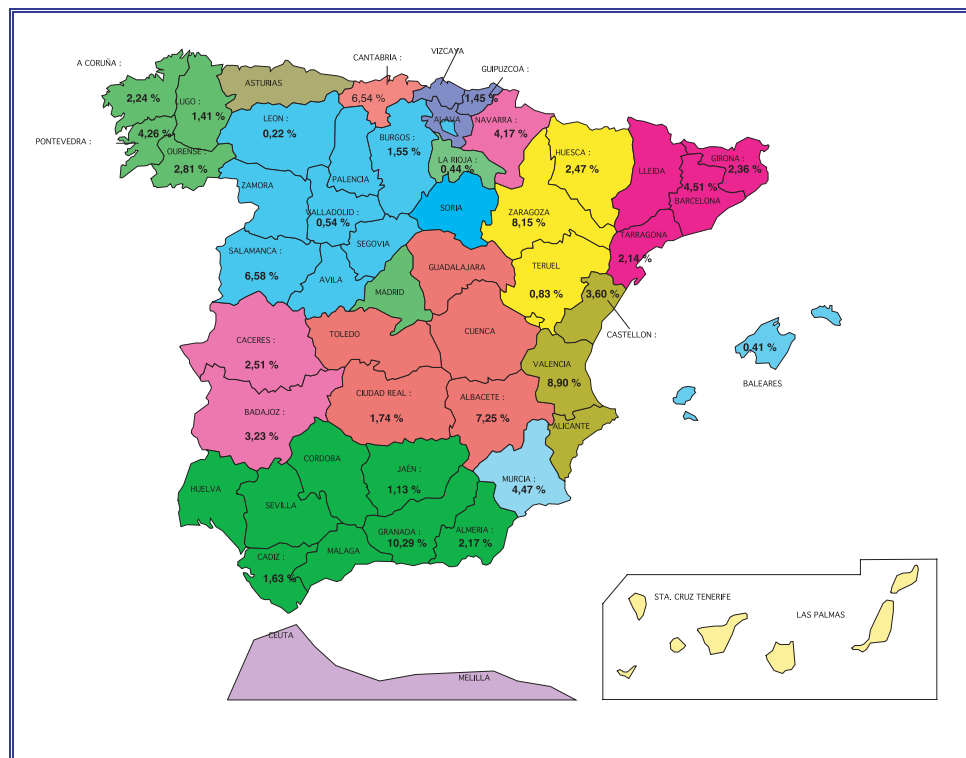 VIZCAYA
A CORUÑA :
CANTABRIA :
GUIPUZCOA :
ASTURIAS
2,24 %
6,54 %
1,45 %
LUGO :
1,41 %
LEON :
0,22 %
ALAVA
NAVARRA :
4,17 %
PONTEVEDRA :
4,26 %
BURGOS :
1,55 %
OURENSE :
2,81 %
LA RIOJA :
0,44 %
HUESCA :
2,47 %
LLEIDA
GIRONA :
2,36 %
PALENCIA
ZAMORA
4,51 %
BARCELONA
SORIA
VALLADOLID :
0,54 %
ZARAGOZA
8,15 %
TARRAGONA
2,14 %
SEGOVIA
SALAMANCA :
6,58 %
AVILA
GUADALAJARA
TERUEL
0,83 %
MADRID
3,60 %
CASTELLON :
TOLEDO
CUENCA
CACERES :
2,51 %
0,41 %
BALEARES
VALENCIA
8,90 %
CIUDAD REAL :
1,74 %
ALBACETE :
7,25 %
BADAJOZ :
3,23 %
ALICANTE
CORDOBA
JAÉN :
1,13 %
MURCIA :
4,47 %
HUELVA
SEVILLA
GRANADA :
10,29 %
ALMERIA :
2,17 %
CADIZ :
1,63 %
MALAGA
STA. CRUZ TENERIFE
LAS PALMAS
CEUTA
MELILLA